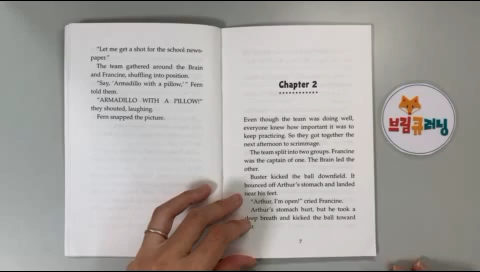 "Let me get a shot for the school news-
paper."
The team gathered around the Brain
and Francine, shuffling into position.
"Say, 'Armadillo with a pillow,' " Fern
told them.
"ARMADILLO WITH A PILLOW!"
they shouted, laughing.
Fern snapped the picture.
Chapter 2
Even though the team was doing well,
everyone knew how important it was to
keep practicing. So they got together the
next afternoon to scrimmage.
The team split into two groups. Francine
was the captain of one. The Brain led the
other.
Buster kicked the ball downfield. It
bounced off Arthur's stomach and landed
near his feet.
"Arthur, I'm open!" cried Francine.
Arthur's stomach hurt, but he took a
deep breath and kicked the ball toward
7
브림큐
러닝